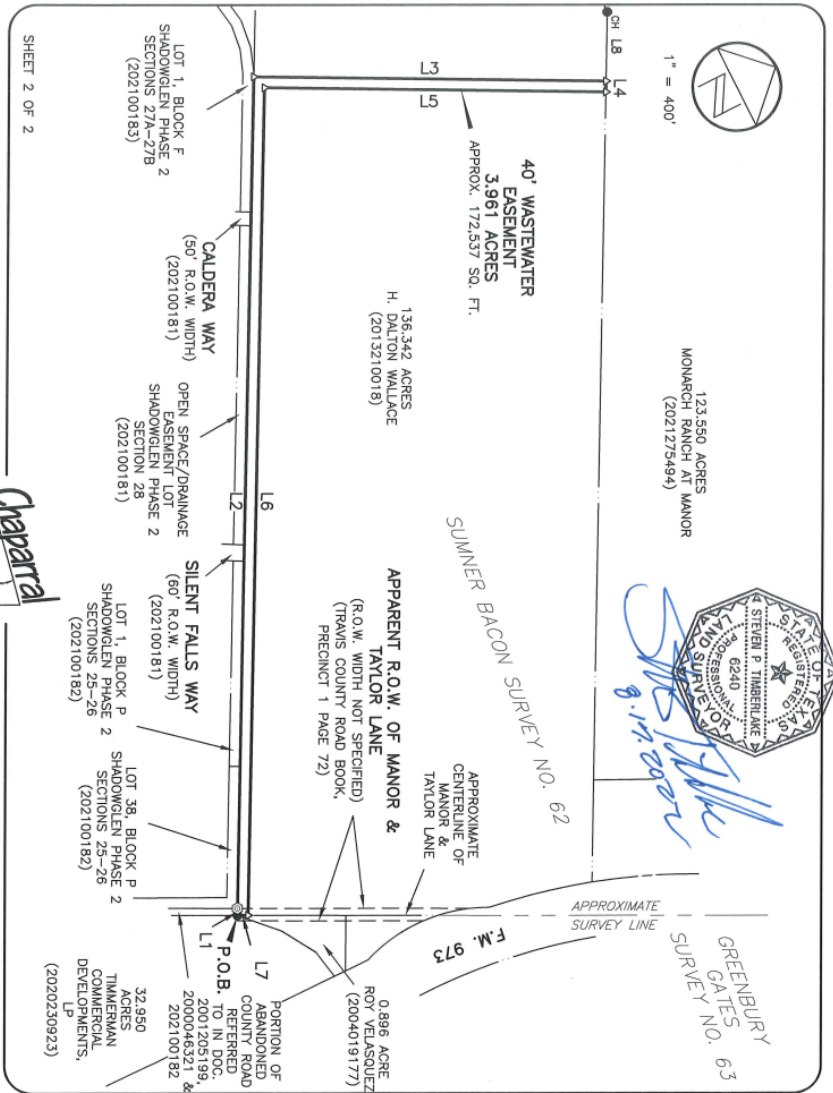 1" = 400'
CH
L8
L4
L3
L5
40' WASTEWATER
EASEMENT
3.961 ACRES
APPROX. 172,537 SQ. FT.
123.550 ACRES
MONARCH RANCH AT MANOR
(2021275494)
STATE OF TEXAS
REGISTERED
STEVEN P TIMBERLAKE
6240
PROFESSIONAL
LAND SURVEYOR
8.17.2022
136.342 ACRES
H. DALTON WALLACE
(2013210018)
SUMNER BACON SURVEY NO. 62
GREENBURY
GATES
SURVEY NO. 63
APPROXIMATE
SURVEY LINE
F.M. 973
APPROXIMATE
CENTERLINE OF
MANOR &
TAYLOR LANE
APPARENT R.O.W. OF MANOR &
TAYLOR LANE
(R.O.W. WIDTH NOT SPECIFIED)
(TRAVIS COUNTY ROAD BOOK,
PRECINCT 1 PAGE 72)
0.896 ACRE
ROY VELASQUEZ
(2004019177)
L6
L2
L7
L1
P.O.B.
PORTION OF
ABANDONED
COUNTY ROAD
REFERRED
TO IN DOC.
2001205199,
2000046321 &
202100182
32.950
ACRES
TIMMERMAN
COMMERCIAL
DEVELOPMENTS,
LP
(2020230923)
LOT 1, BLOCK F
SHADOWGLEN PHASE 2
SECTIONS 27A-27B
(202100183)
CALDERA WAY
(50' R.O.W. WIDTH)
(202100181)
OPEN SPACE/DRAINAGE
EASEMENT LOT
SHADOWGLEN PHASE 2
SECTION 28
(202100181)
SILENT FALLS WAY
(60' R.O.W. WIDTH)
(202100181)
LOT 1, BLOCK P
SHADOWGLEN PHASE 2
SECTIONS 25-26
(202100182)
LOT 38, BLOCK P
SHADOWGLEN PHASE 2
SECTIONS 25-26
(202100182)
SHEET 2 OF 2
Chaparral